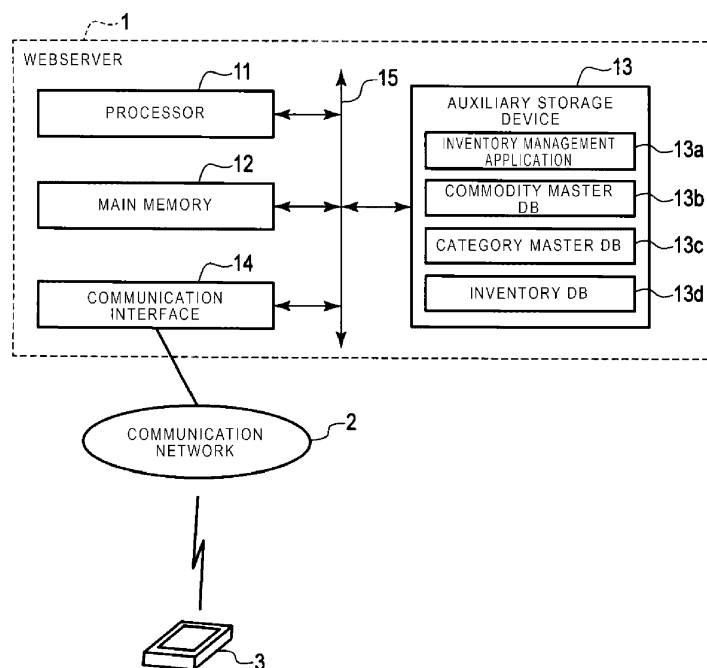 1
WEBSERVER
11
PROCESSOR
12
MAIN MEMORY
14
COMMUNICATION
INTERFACE
15
13
AUXILIARY STORAGE
DEVICE
INVENTORY MANAGEMENT
APPLICATION
13a
COMMODITY MASTER
DB
13b
CATEGORY MASTER DB
13c
INVENTORY DB
13d
COMMUNICATION
NETWORK
2
3